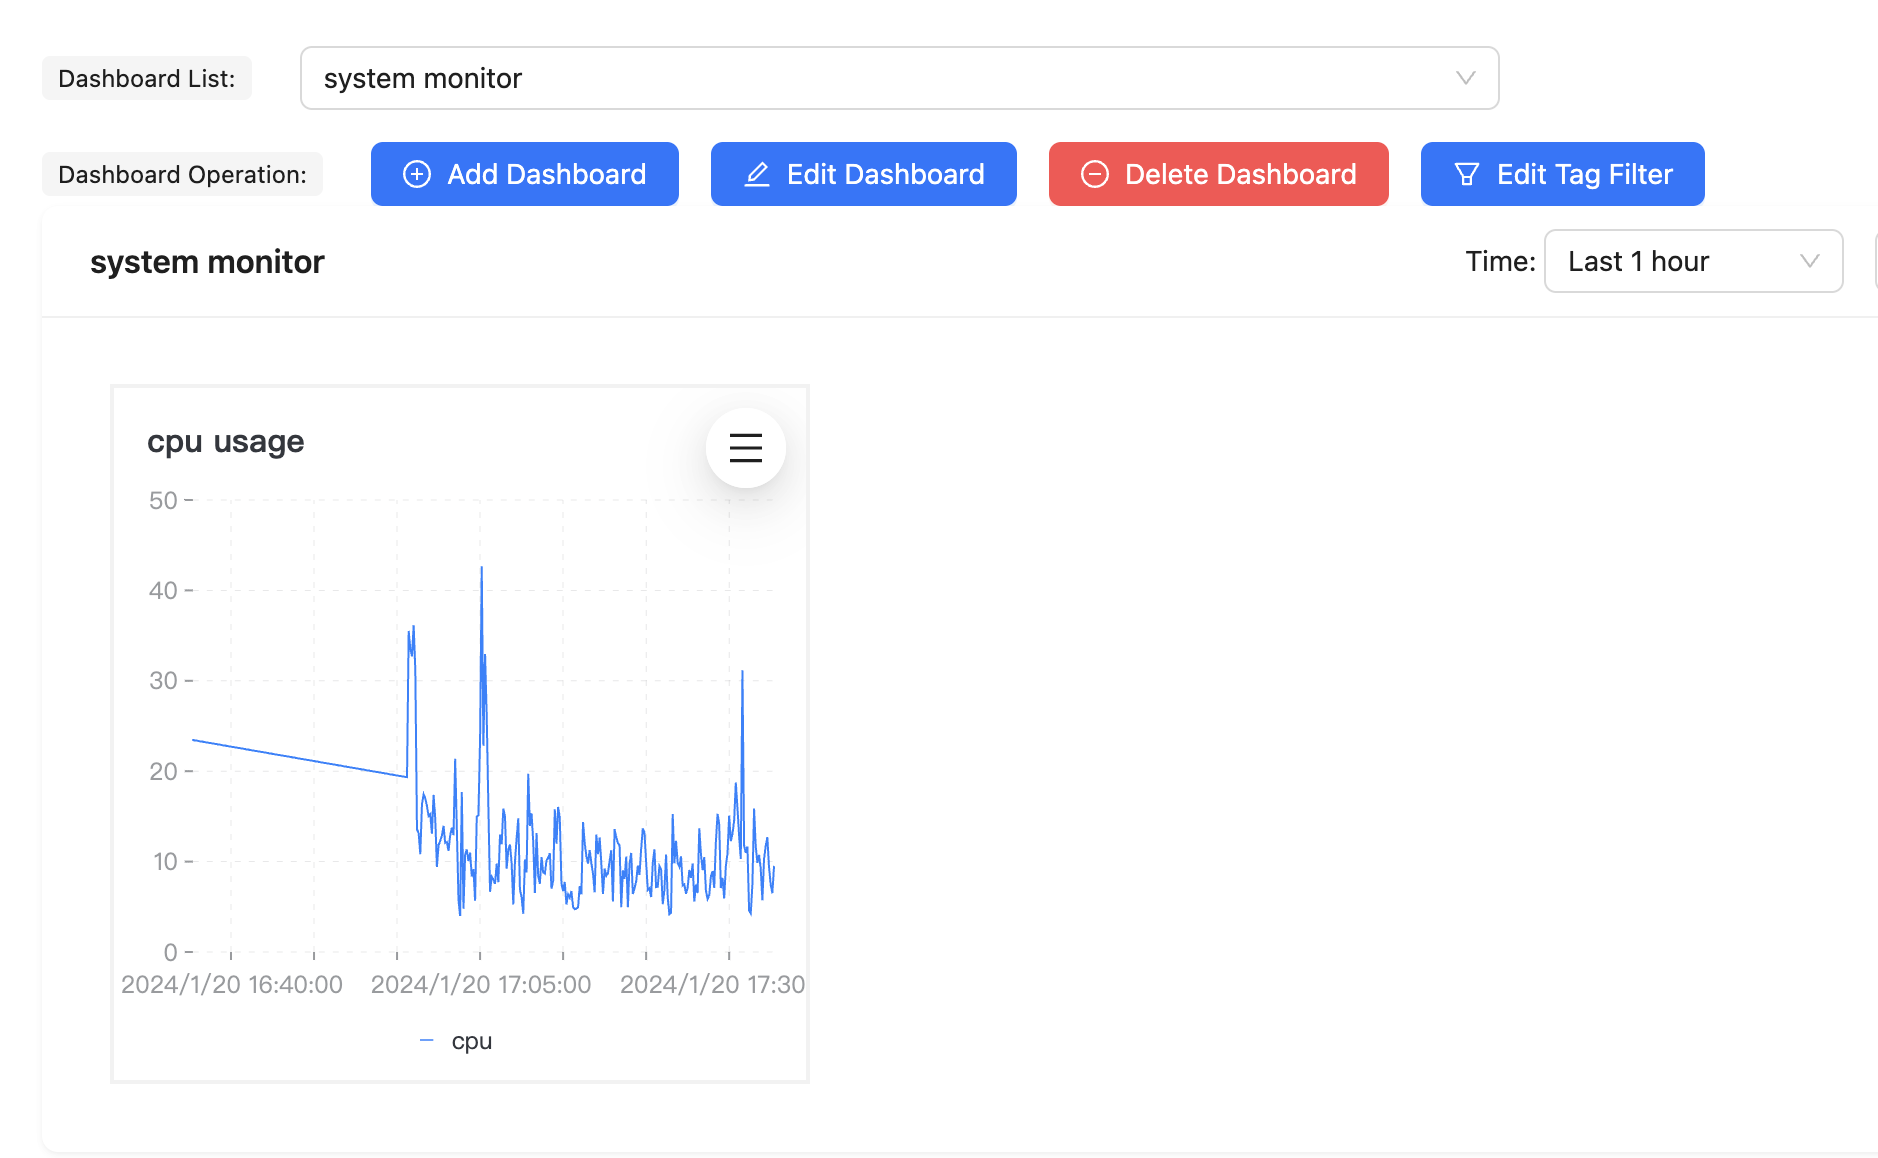 Dashboard List:
system monitor
Dashboard Operation:
Add Dashboard
Edit Dashboard
Delete Dashboard
Edit Tag Filter
system monitor
Time:
Last 1 hour
cpu usage
50
40
30
20
10
0
2024/1/20 16:40:00
2024/1/20 17:05:00
2024/1/20 17:30
cpu